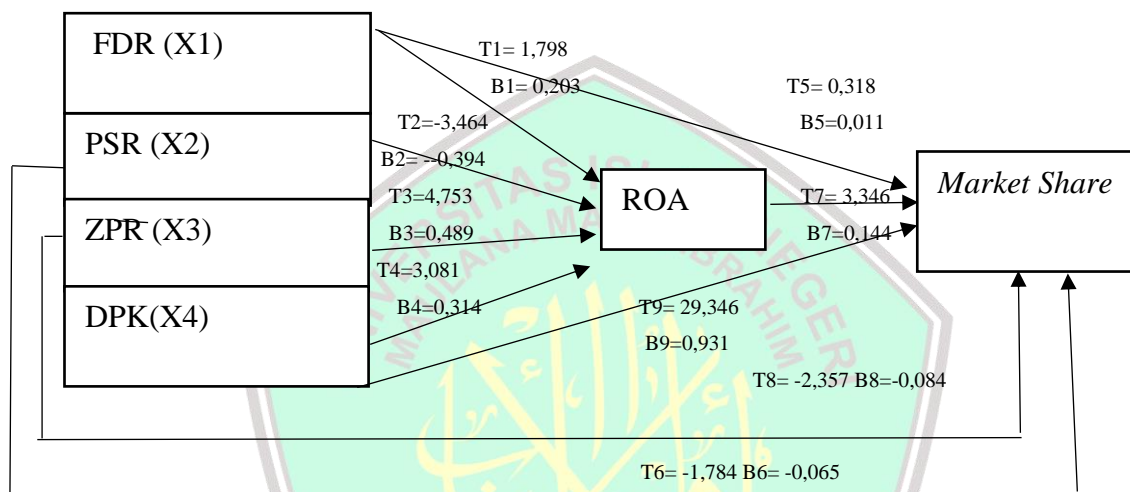 FDR (X1)
PSR (X2)
ZPR (X3)
DPK(X4)
T1= 1,798
B1= 0,203
T2=-3,464
B2= --0,394
T3=4,753
B3=0,489
T4=3,081
B4=0,314
ROA
T5= 0,318
B5=0,011
T7= 3,346
B7=0,144
Market Share
T9= 29,346
B9=0,931
T8= -2,357 B8=-0,084
T6= -1,784 B6= -0,065